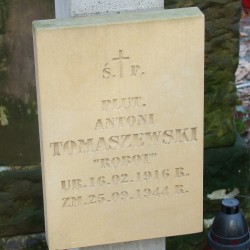 Ś. P.
PLUT.
ANTONI
TOMASZEWSKI
"ROBOT"
UR. 16.02.1916 R.
ZM. 25.09.1944 R.